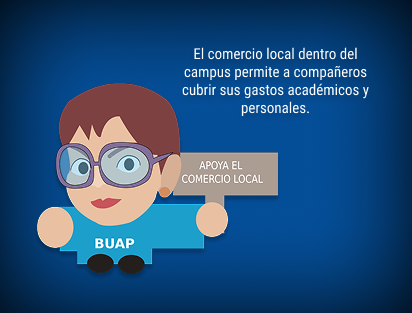 El comercio local dentro del
campus permite a compañeros
cubrir sus gastos académicos y
personales.
APOYA EL
COMERCIO LOCAL
BUAP